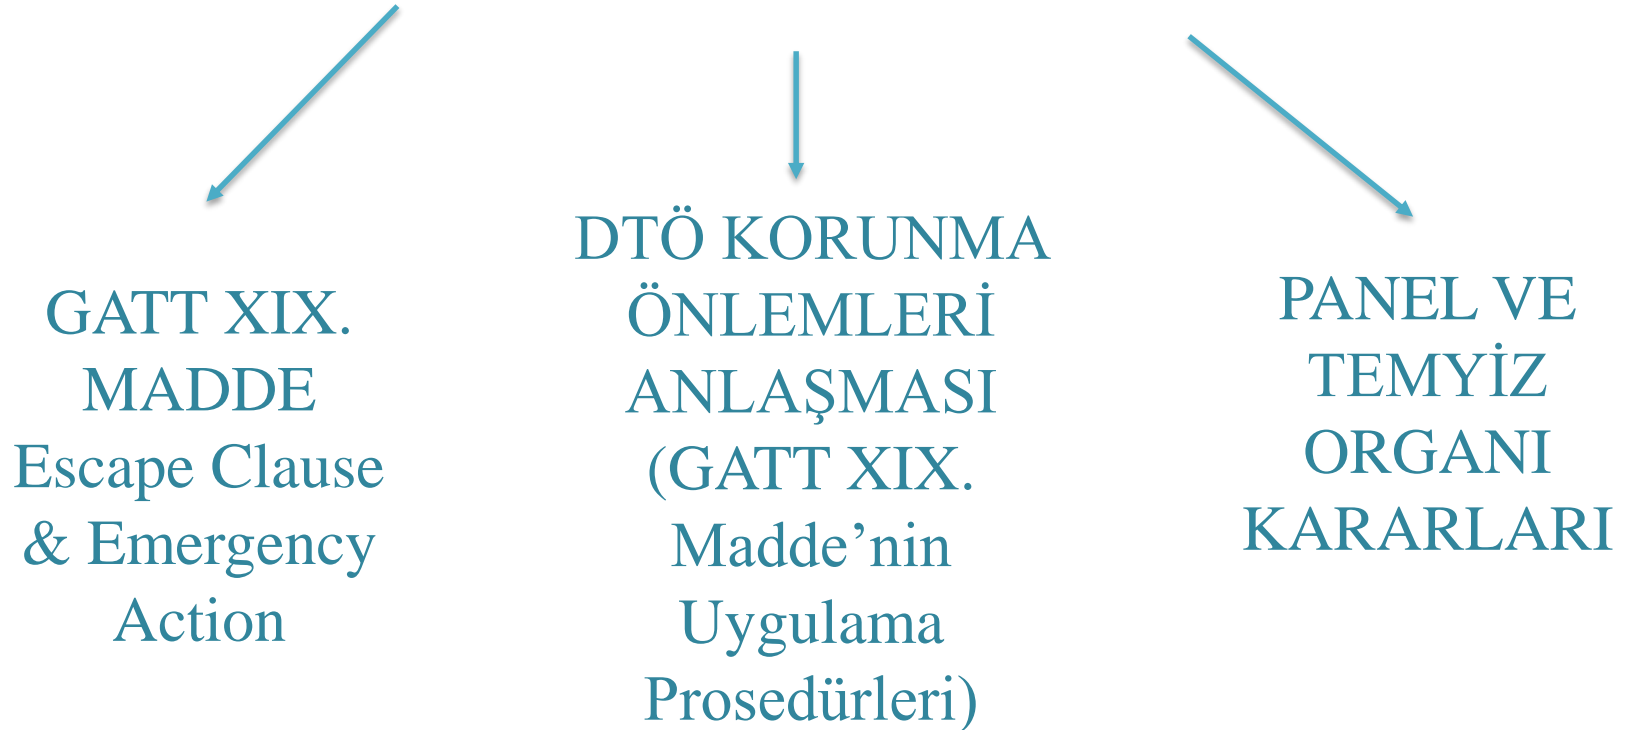 GATT XIX.
MADDE
Escape Clause
& Emergency
Action
DTÖ KORUNMA
ÖNLEMLERİ
ANLAŞMASI
(GATT XIX.
Madde’nin
Uygulama
Prosedürleri)
PANEL VE
TEMYİZ
ORGANI
KARARLARI